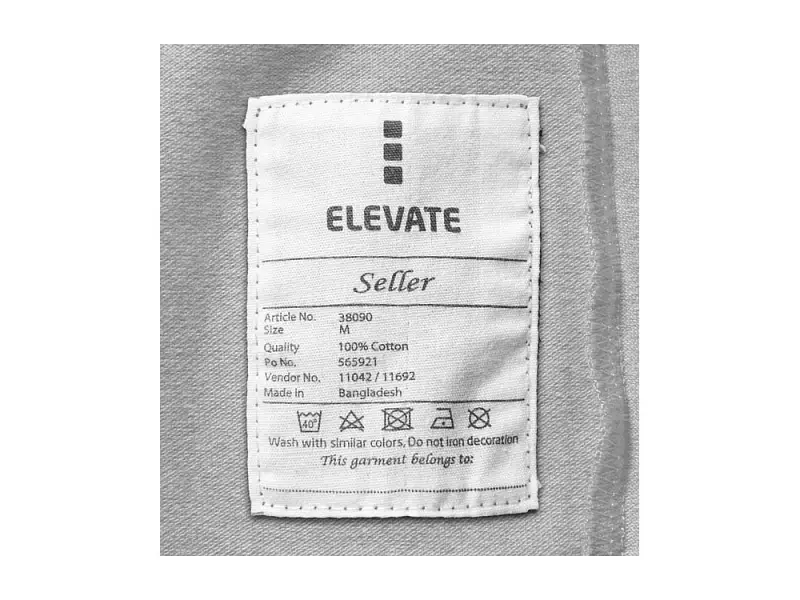 ELEVATE
Seller
Article No. 38090
Size M
Quality 100% Cotton
Po No. 565921
Vendor No. 11042 / 11692
Made in Bangladesh
40°
Wash with similar colors, Do not iron decoration
This garment belongs to: